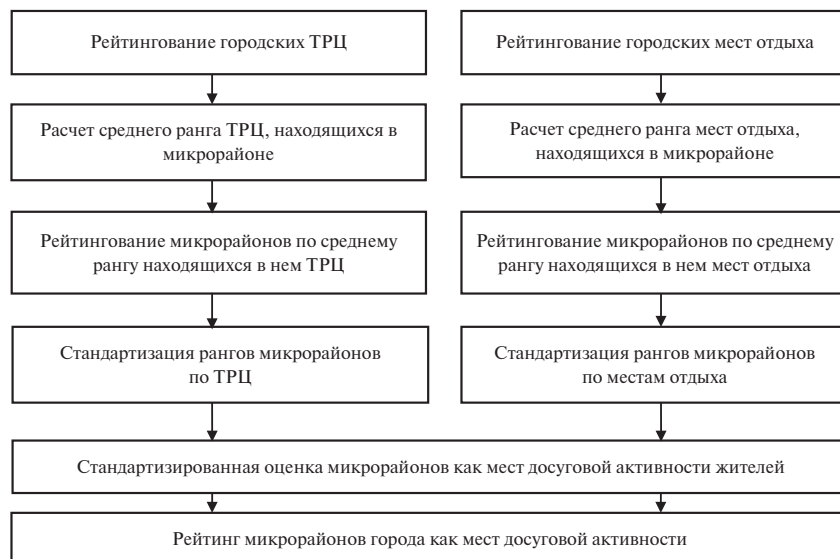 Рейтингование городских ТРЦ
Рейтингование городских мест отдыха
Расчет среднего ранга ТРЦ, находящихся в
микрорайоне
Расчет среднего ранга мест отдыха,
находящихся в микрорайоне
Рейтингование микрорайонов по среднему
рангу находящихся в нем ТРЦ
Рейтингование микрорайонов по среднему
рангу находящихся в нем мест отдыха
Стандартизация рангов микрорайонов
по ТРЦ
Стандартизация рангов микрорайонов
по местам отдыха
Стандартизированная оценка микрорайонов как мест досуговой активности жителей
Рейтинг микрорайонов города как мест досуговой активности